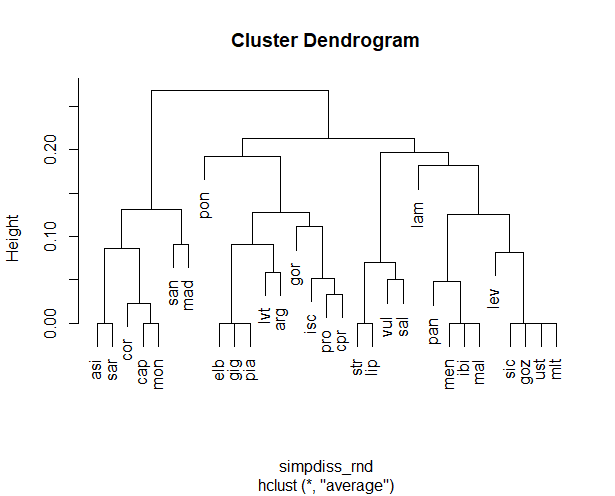 Cluster Dendrogram
Height
0.00
0.10
0.20
asi
sar
cor
cap
mon
san
mad
pon
elb
gig
pia
lvt
arg
gor
isc
pro
cpr
str
lip
vul
sal
lam
pan
men
ibi
mal
lev
sic
goz
ust
mlt
simpdiss_rnd
hclust (*, "average")